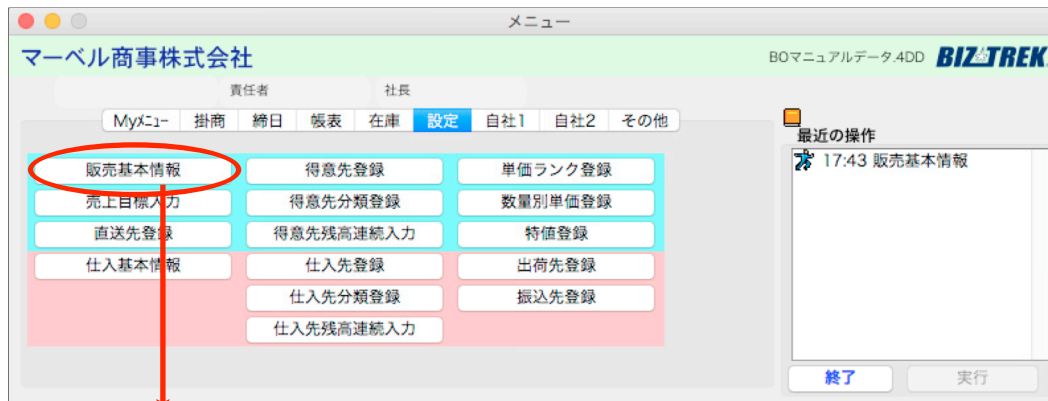 メニュー
マーベル商事株式会社
BOマニュアルデータ.4DD BIZ☆TREK
責任者 社長
Myﾒﾆｭｰ 掛商 締日 帳表 在庫 設定 自社1 自社2 その他
最近の操作
販売基本情報 得意先登録 単価ランク登録
17:43 販売基本情報
売上目標入力 得意先分類登録 数量別単価登録
直送先登録 得意先残高連続入力 特値登録
仕入基本情報 仕入先登録 出荷先登録
仕入先分類登録 振込先登録
仕入先残高連続入力
終了 実行